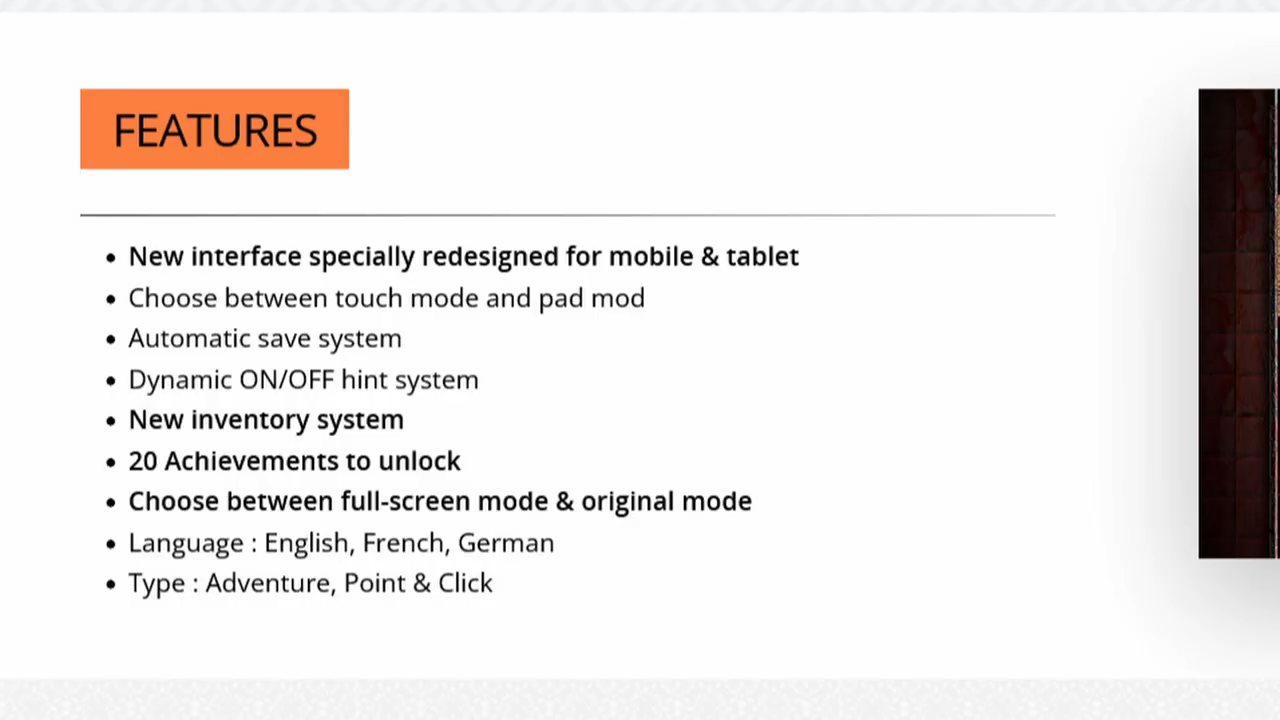 FEATURES
New interface specially redesigned for mobile & tablet
Choose between touch mode and pad mod
Automatic save system
Dynamic ON/OFF hint system
New inventory system
20 Achievements to unlock
Choose between full-screen mode & original mode
Language : English, French, German
Type : Adventure, Point & Click